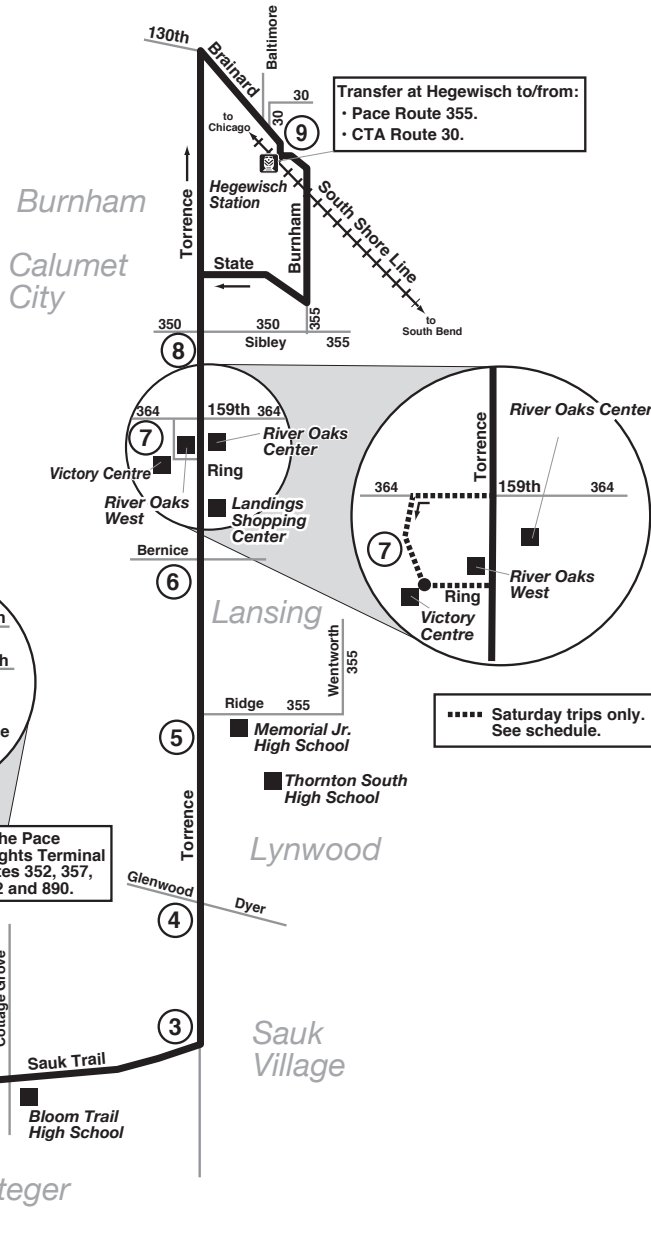 130th
Brainard
Baltimore
30
30
to
Chicago
9
Transfer at Hegewisch to/from:
· Pace Route 355.
· CTA Route 30.
Hegewisch
Station
Burnham
Torrence
Burnham
South Shore Line
Calumet
City
State
to
South Bend
350
350
355
Sibley
355
8
364
159th
364
7
River Oaks
Center
Victory Centre
Ring
River Oaks
West
Landings
Shopping
Center
River Oaks Center
Torrence
364
159th
364
7
River Oaks
West
Ring
Victory
Centre
Bernice
6
Lansing
Wentworth
355
Ridge
355
Saturday trips only.
See schedule.
5
Memorial Jr.
High School
Thornton South
High School
Torrence
Lynwood
he Pace
ghts Terminal
tes 352, 357,
2 and 890.
Glenwood
Dyer
4
Cottage Grove
3
Sauk
Village
Sauk Trail
Bloom Trail
High School
teger